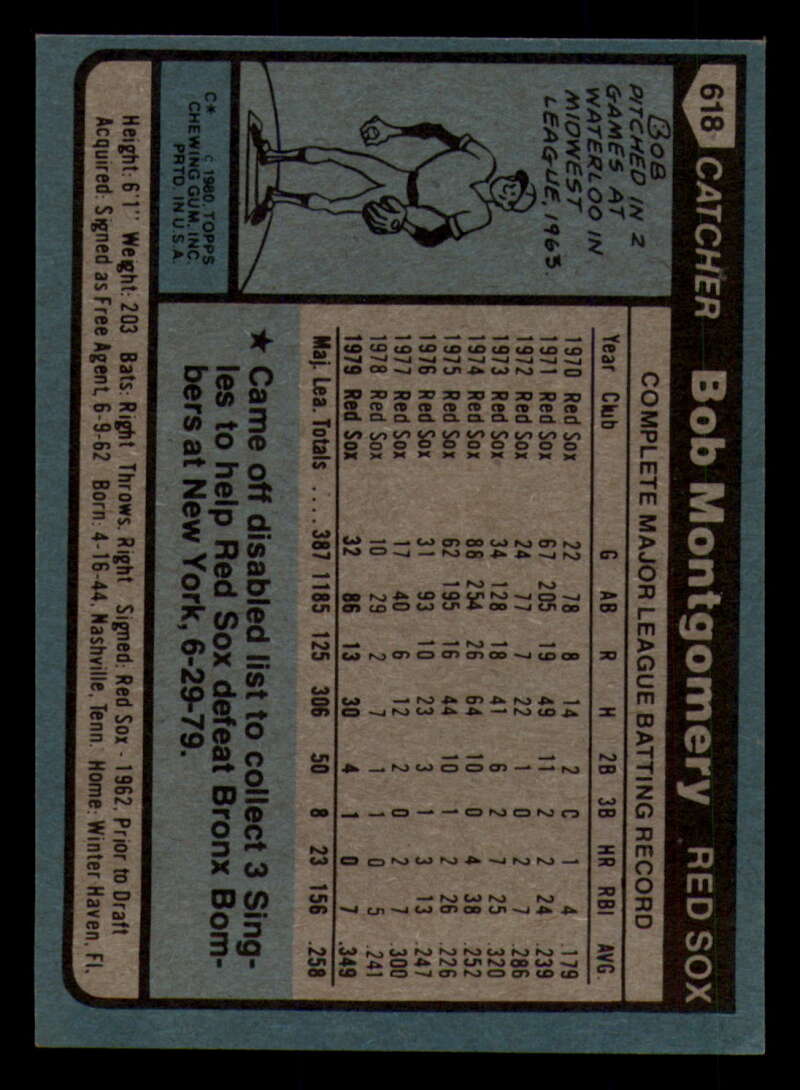 618 CATCHER Bob Montgomery RED SOX
BOB
PITCHED IN 2
GAMES AT
WATERLOO IN
MIDWEST
LEAGUE, 1963
C* © 1980 TOPPS
CHEWING GUM, INC.
PRTD. IN U.S.A.
COMPLETE MAJOR LEAGUE BATTING RECORD
Year Club G AB R H 2B 3B HR RBI AVG.
1970 Red Sox 22 78 8 14 2 0 1 4 .179
1971 Red Sox 67 205 19 49 11 2 2 24 .239
1972 Red Sox 24 77 7 22 1 0 2 7 .286
1973 Red Sox 34 128 18 41 6 2 7 25 .320
1974 Red Sox 88 254 26 64 10 0 4 38 .252
1975 Red Sox 62 195 16 44 10 1 2 26 .226
1976 Red Sox 31 93 10 23 3 1 3 13 .247
1977 Red Sox 17 40 6 12 2 0 2 7 .300
1978 Red Sox 10 29 2 7 1 1 0 5 .241
1979 Red Sox 32 86 13 30 4 1 0 7 .349
Maj. Lea. Totals .... 387 1185 125 306 50 8 23 156 .258
★ Came off disabled list to collect 3 Sing-
les to help Red Sox defeat Bronx Bom-
bers at New York, 6-29-79.
Height: 6'1" Weight: 203 Bats: Right Throws: Right Signed: Red Sox - 1962, Prior to Draft
Acquired: Signed as Free Agent, 6-9-62 Born: 4-16-44, Nashville, Tenn. Home: Winter Haven, Fl.